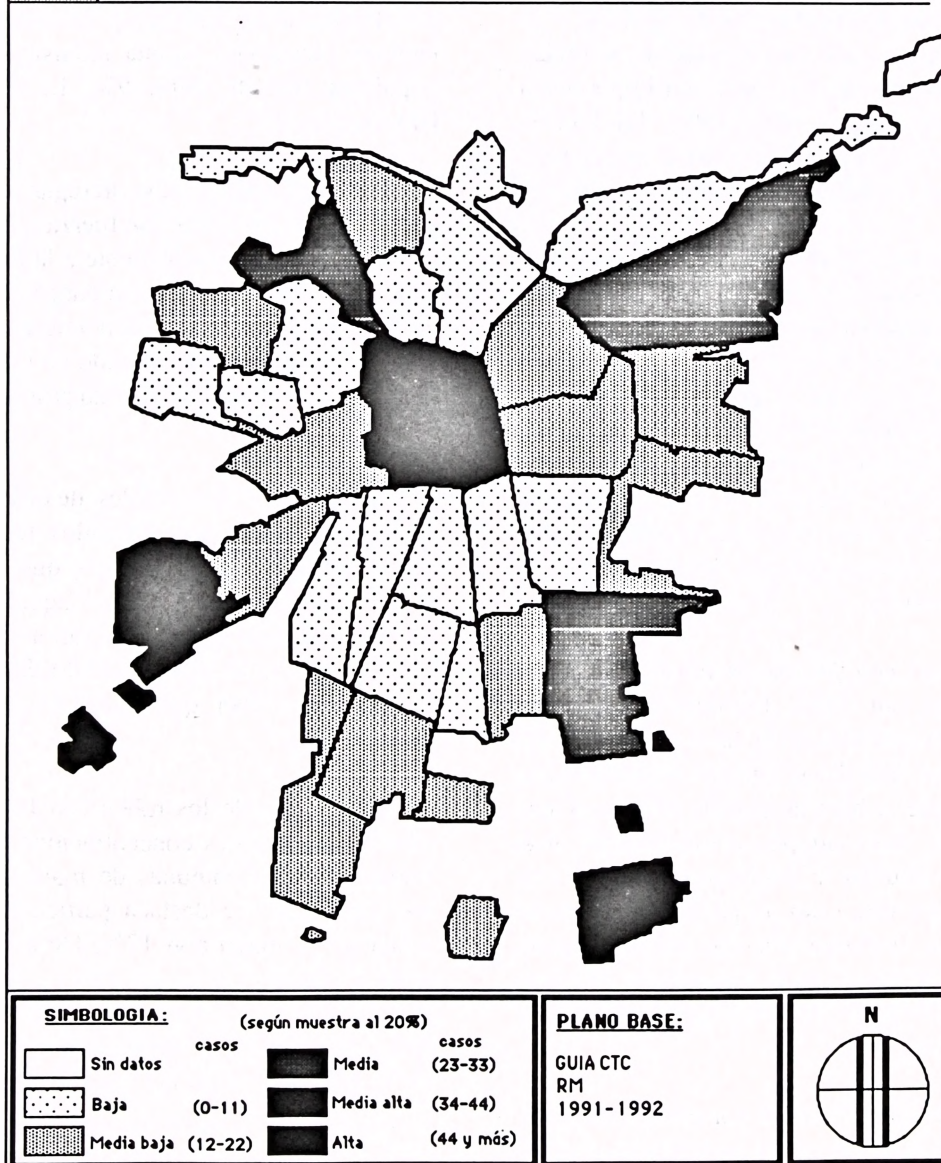 SIMBOLOGIA:
(según muestra al 20%)
casos
casos
Sin datos
Media (23-33)
Baja (0-11)
Media alta (34-44)
Media baja (12-22)
Alta (44 y más)
PLANO BASE:
GUIA CTC
RM
1991-1992
N